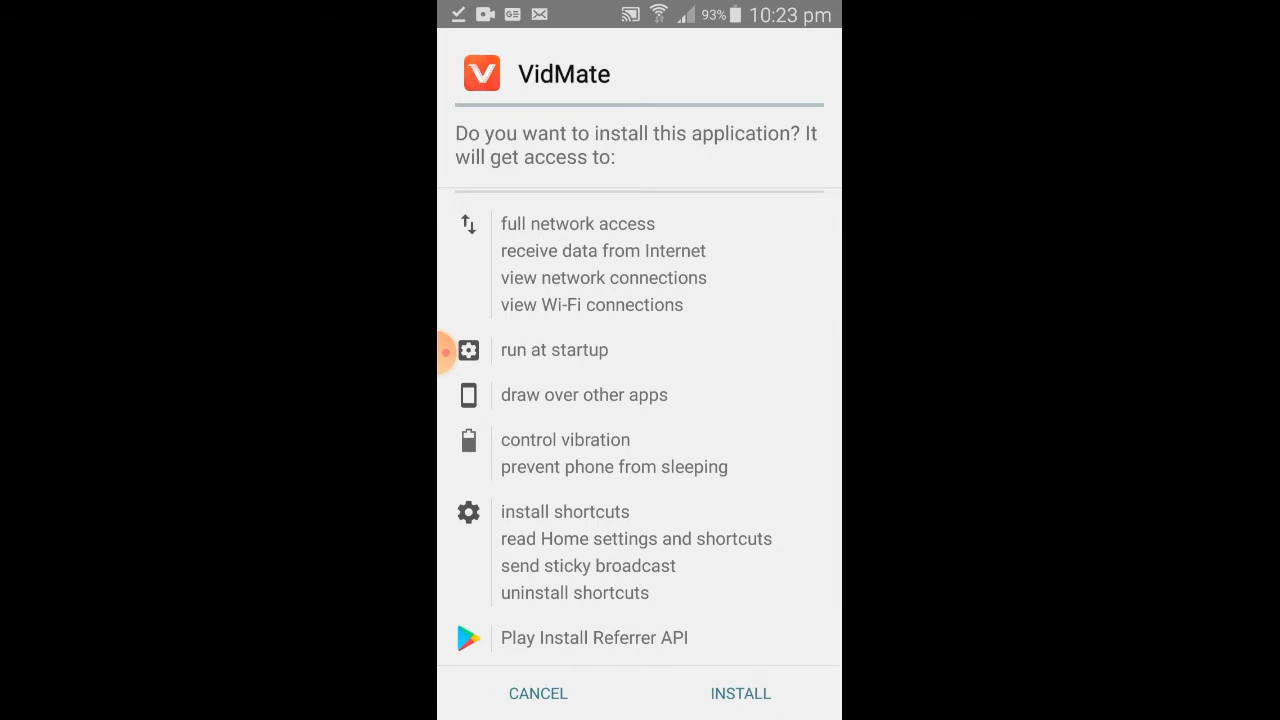 93% 10:23 pm
VidMate
Do you want to install this application? It
will get access to:
full network access
receive data from Internet
view network connections
view Wi-Fi connections
run at startup
draw over other apps
control vibration
prevent phone from sleeping
install shortcuts
read Home settings and shortcuts
send sticky broadcast
uninstall shortcuts
Play Install Referrer API
CANCEL INSTALL